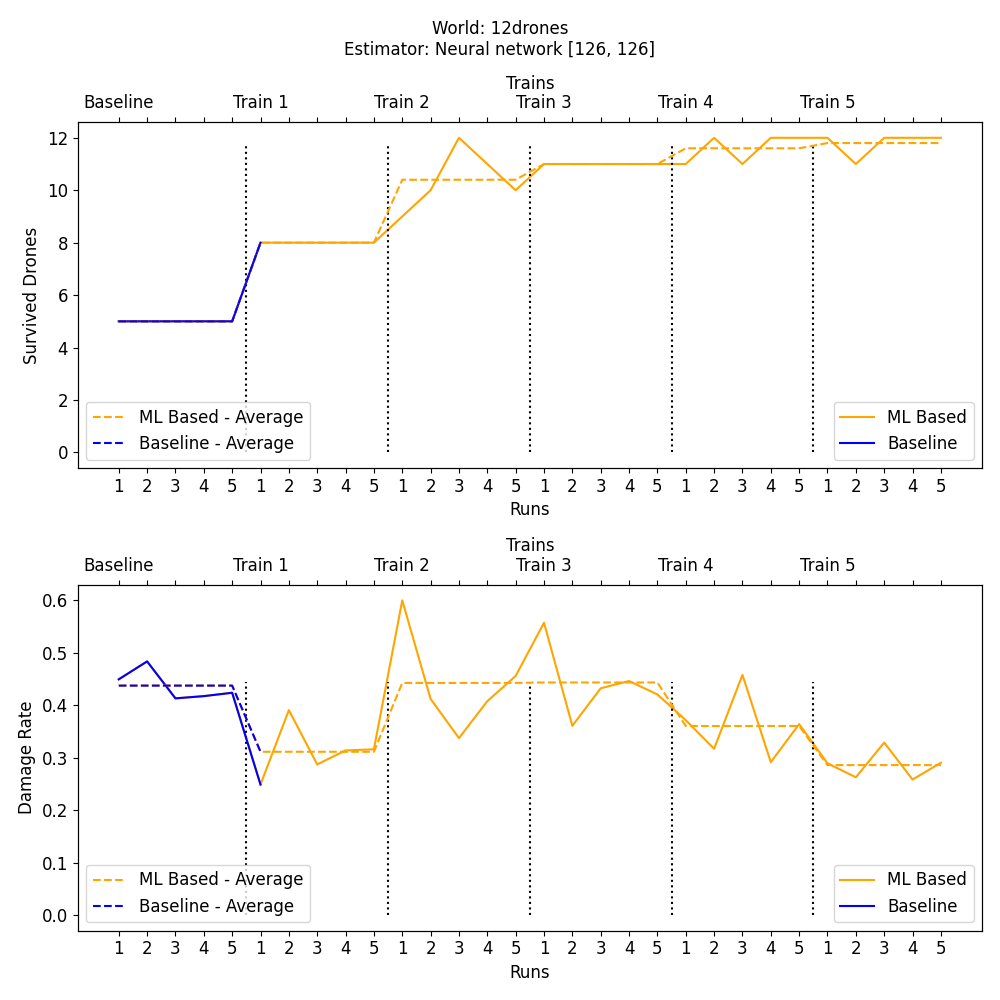 World: 12drones
Estimator: Neural network [126, 126]
Trains
Baseline Train 1 Train 2 Train 3 Train 4 Train 5
12
10
8
6
4
2
0
Survived Drones
ML Based - Average
Baseline - Average
ML Based
Baseline
1 2 3 4 5 1 2 3 4 5 1 2 3 4 5 1 2 3 4 5 1 2 3 4 5 1 2 3 4 5
Runs
Trains
Baseline Train 1 Train 2 Train 3 Train 4 Train 5
0.6
0.5
0.4
0.3
0.2
0.1
0.0
Damage Rate
ML Based - Average
Baseline - Average
ML Based
Baseline
1 2 3 4 5 1 2 3 4 5 1 2 3 4 5 1 2 3 4 5 1 2 3 4 5 1 2 3 4 5
Runs